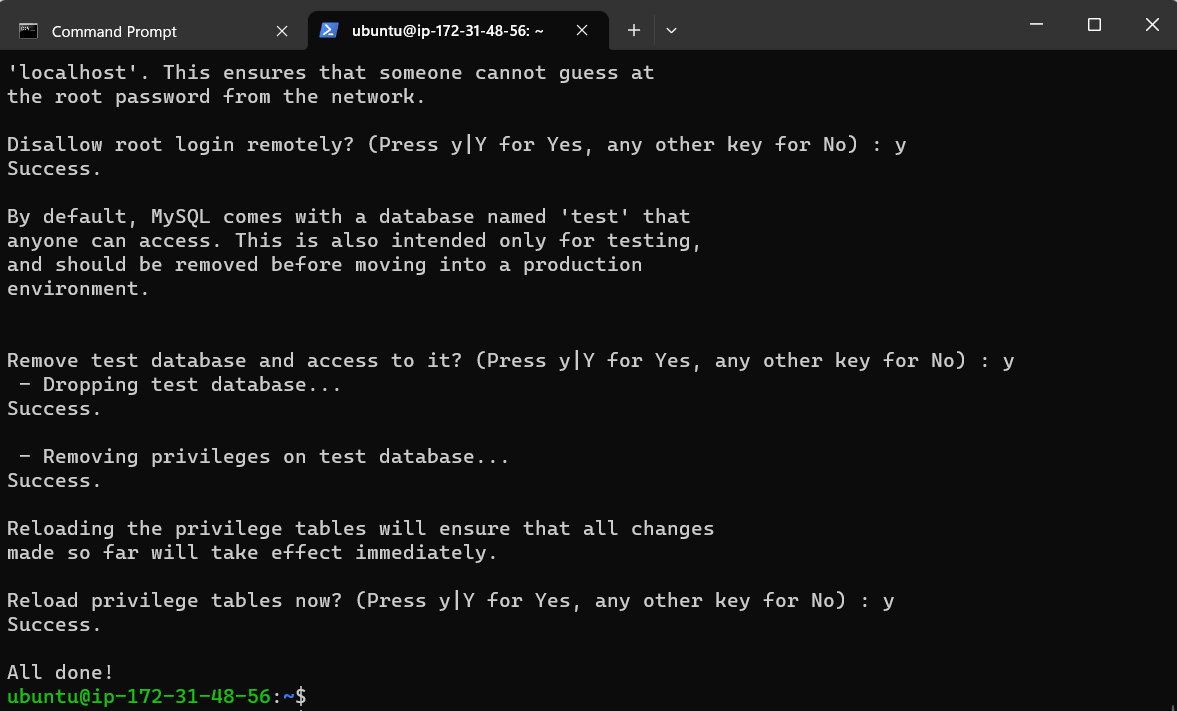 Command Prompt
ubuntu@ip-172-31-48-56: ~
'localhost'. This ensures that someone cannot guess at
the root password from the network.
Disallow root login remotely? (Press y|Y for Yes, any other key for No) : y
Success.
By default, MySQL comes with a database named 'test' that
anyone can access. This is also intended only for testing,
and should be removed before moving into a production
environment.
Remove test database and access to it? (Press y|Y for Yes, any other key for No) : y
- Dropping test database...
Success.
- Removing privileges on test database...
Success.
Reloading the privilege tables will ensure that all changes
made so far will take effect immediately.
Reload privilege tables now? (Press y|Y for Yes, any other key for No) : y
Success.
All done!
ubuntu@ip-172-31-48-56:~$